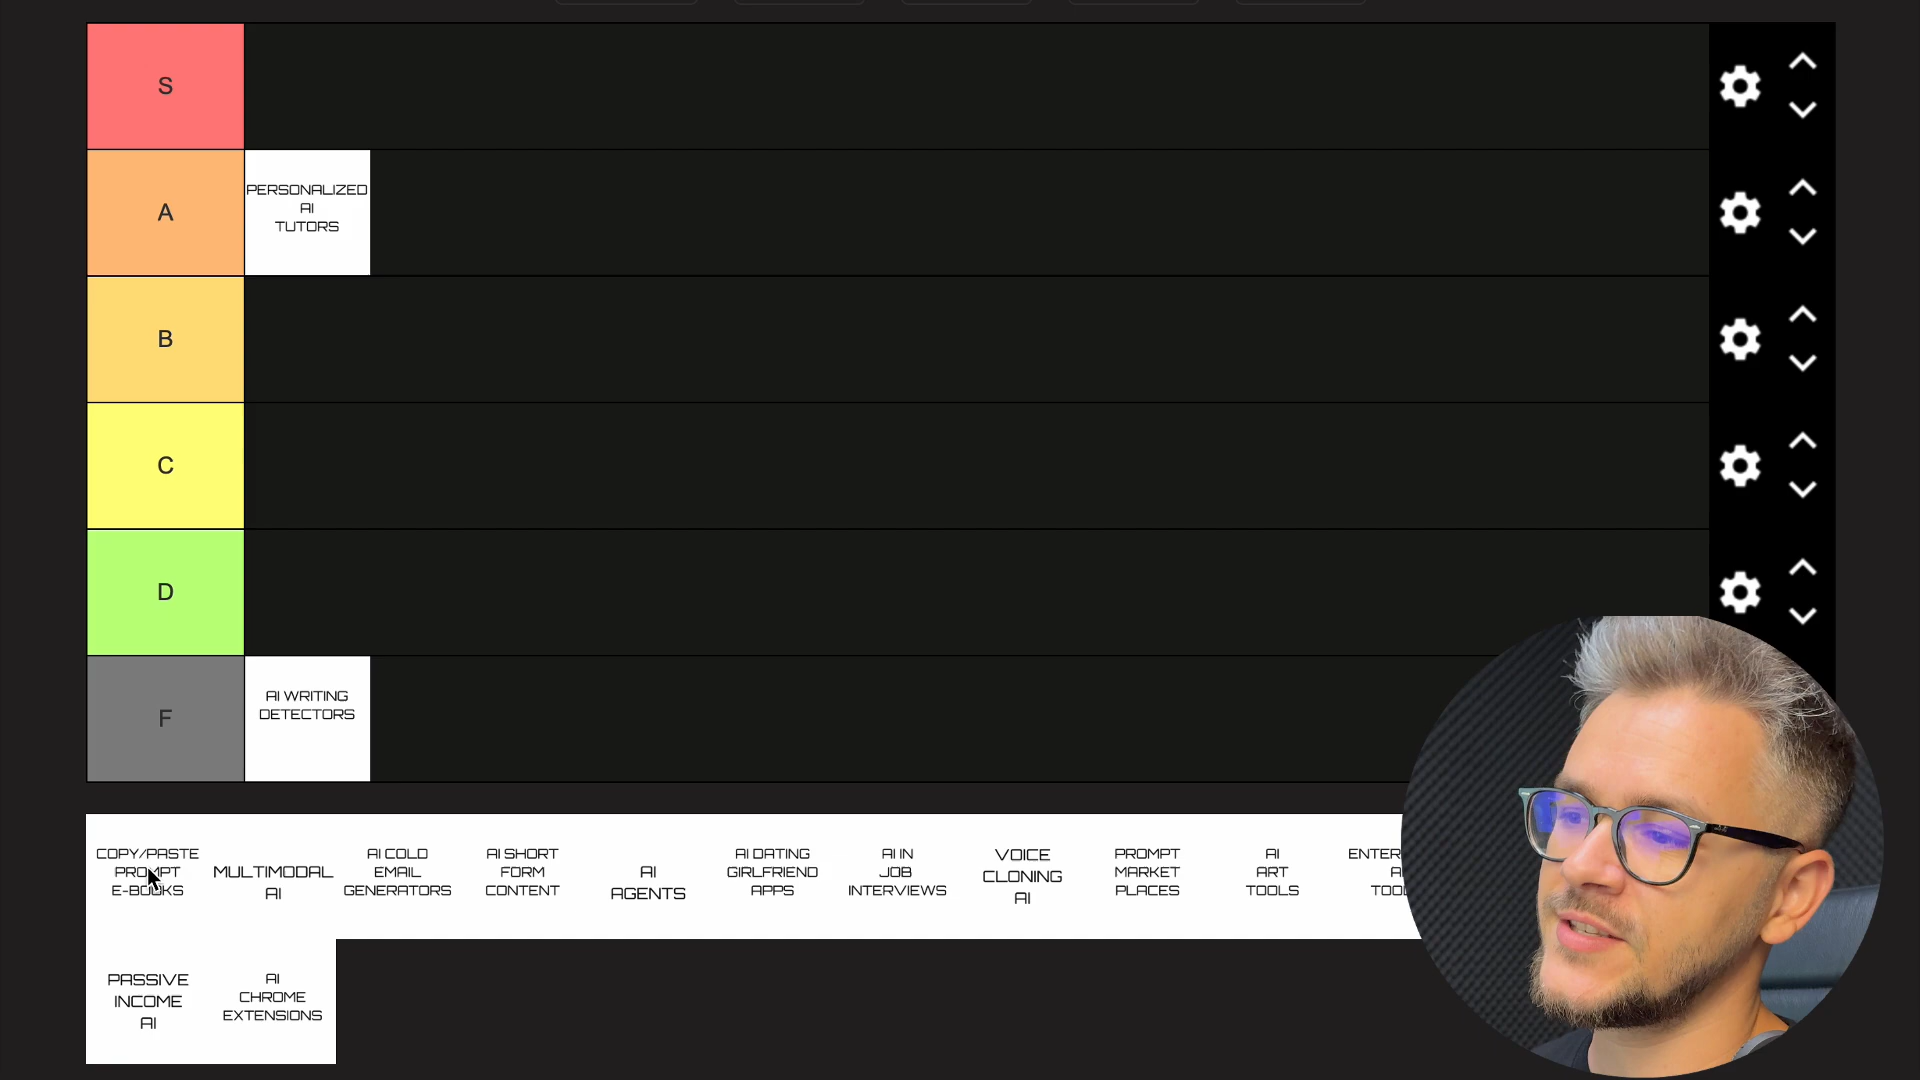 S
A
PERSONALIZED
AI
TUTORS
B
C
D
F
AI WRITING
DETECTORS
COPY/PASTE
PROMPT
E-BOOKS
MULTIMODAL
AI
AI COLD
EMAIL
GENERATORS
AI SHORT
FORM
CONTENT
AI
AGENTS
AI DATING
GIRLFRIEND
APPS
AI IN
JOB
INTERVIEWS
VOICE
CLONING
AI
PROMPT
MARKET
PLACES
AI
ART
TOOLS
PASSIVE
INCOME
AI
AI
CHROME
EXTENSIONS